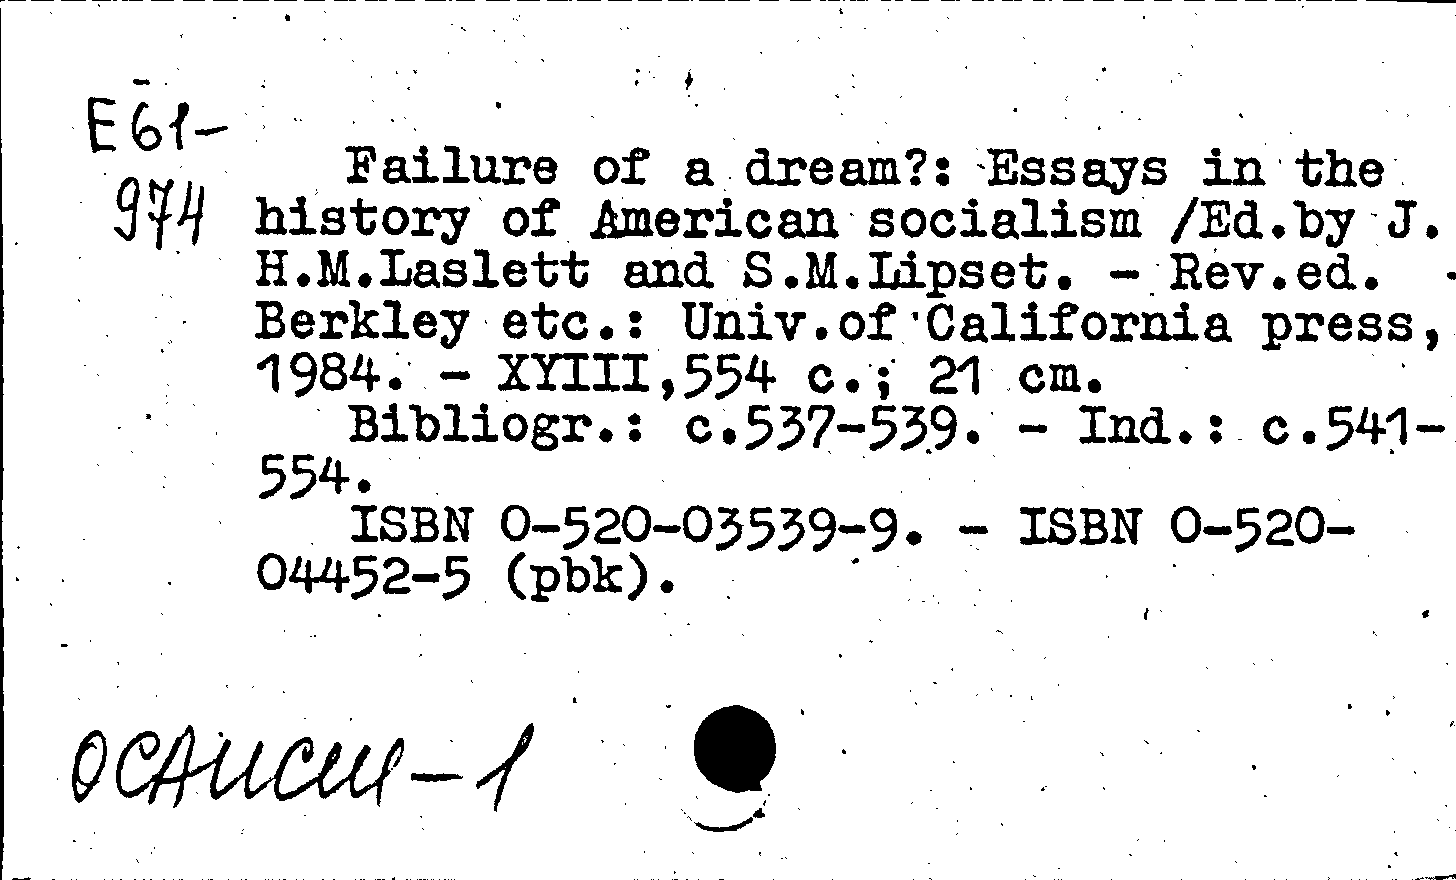 E61-
974
Failure of a dream?: Essays in the
history of American socialism /Ed.by J.
H.M.Laslett and S.M.Lipset. - Rev.ed. -
Berkley etc.: Univ.of California press,
1984. - XYIII,554 c.; 21 cm.
Bibliogr.: c.537-539. - Ind.: c.541-
554.
ISBN 0-520-03539-9. - ISBN 0-520-
04452-5 (pbk).